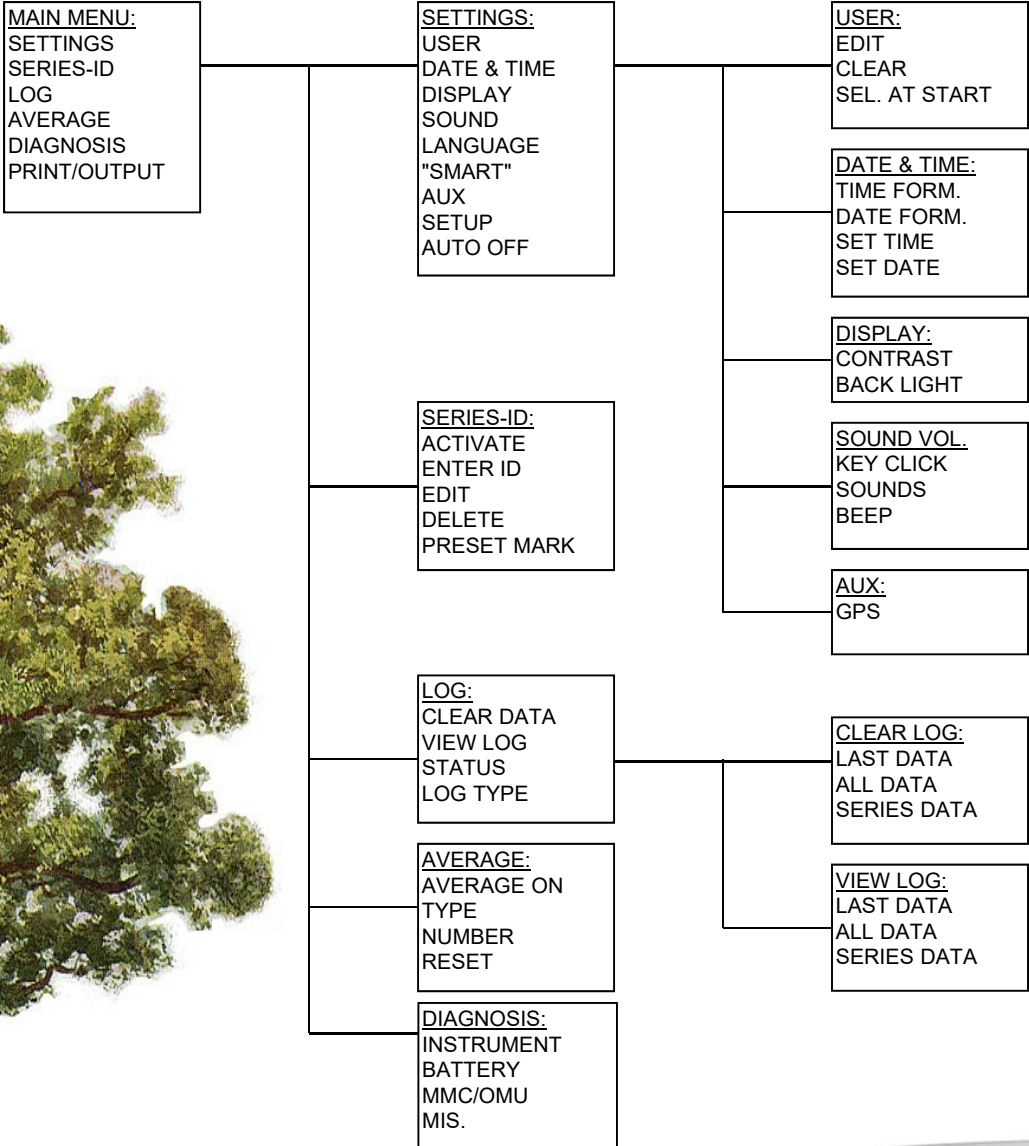 MAIN MENU:
SETTINGS
SERIES-ID
LOG
AVERAGE
DIAGNOSIS
PRINT/OUTPUT
SETTINGS:
USER
DATE & TIME
DISPLAY
SOUND
LANGUAGE
"SMART"
AUX
SETUP
AUTO OFF
USER:
EDIT
CLEAR
SEL. AT START
DATE & TIME:
TIME FORM.
DATE FORM.
SET TIME
SET DATE
DISPLAY:
CONTRAST
BACK LIGHT
SOUND VOL.
KEY CLICK
SOUNDS
BEEP
AUX:
GPS
SERIES-ID:
ACTIVATE
ENTER ID
EDIT
DELETE
PRESET MARK
LOG:
CLEAR DATA
VIEW LOG
STATUS
LOG TYPE
CLEAR LOG:
LAST DATA
ALL DATA
SERIES DATA
VIEW LOG:
LAST DATA
ALL DATA
SERIES DATA
AVERAGE:
AVERAGE ON
TYPE
NUMBER
RESET
DIAGNOSIS:
INSTRUMENT
BATTERY
MMC/OMU
MIS.